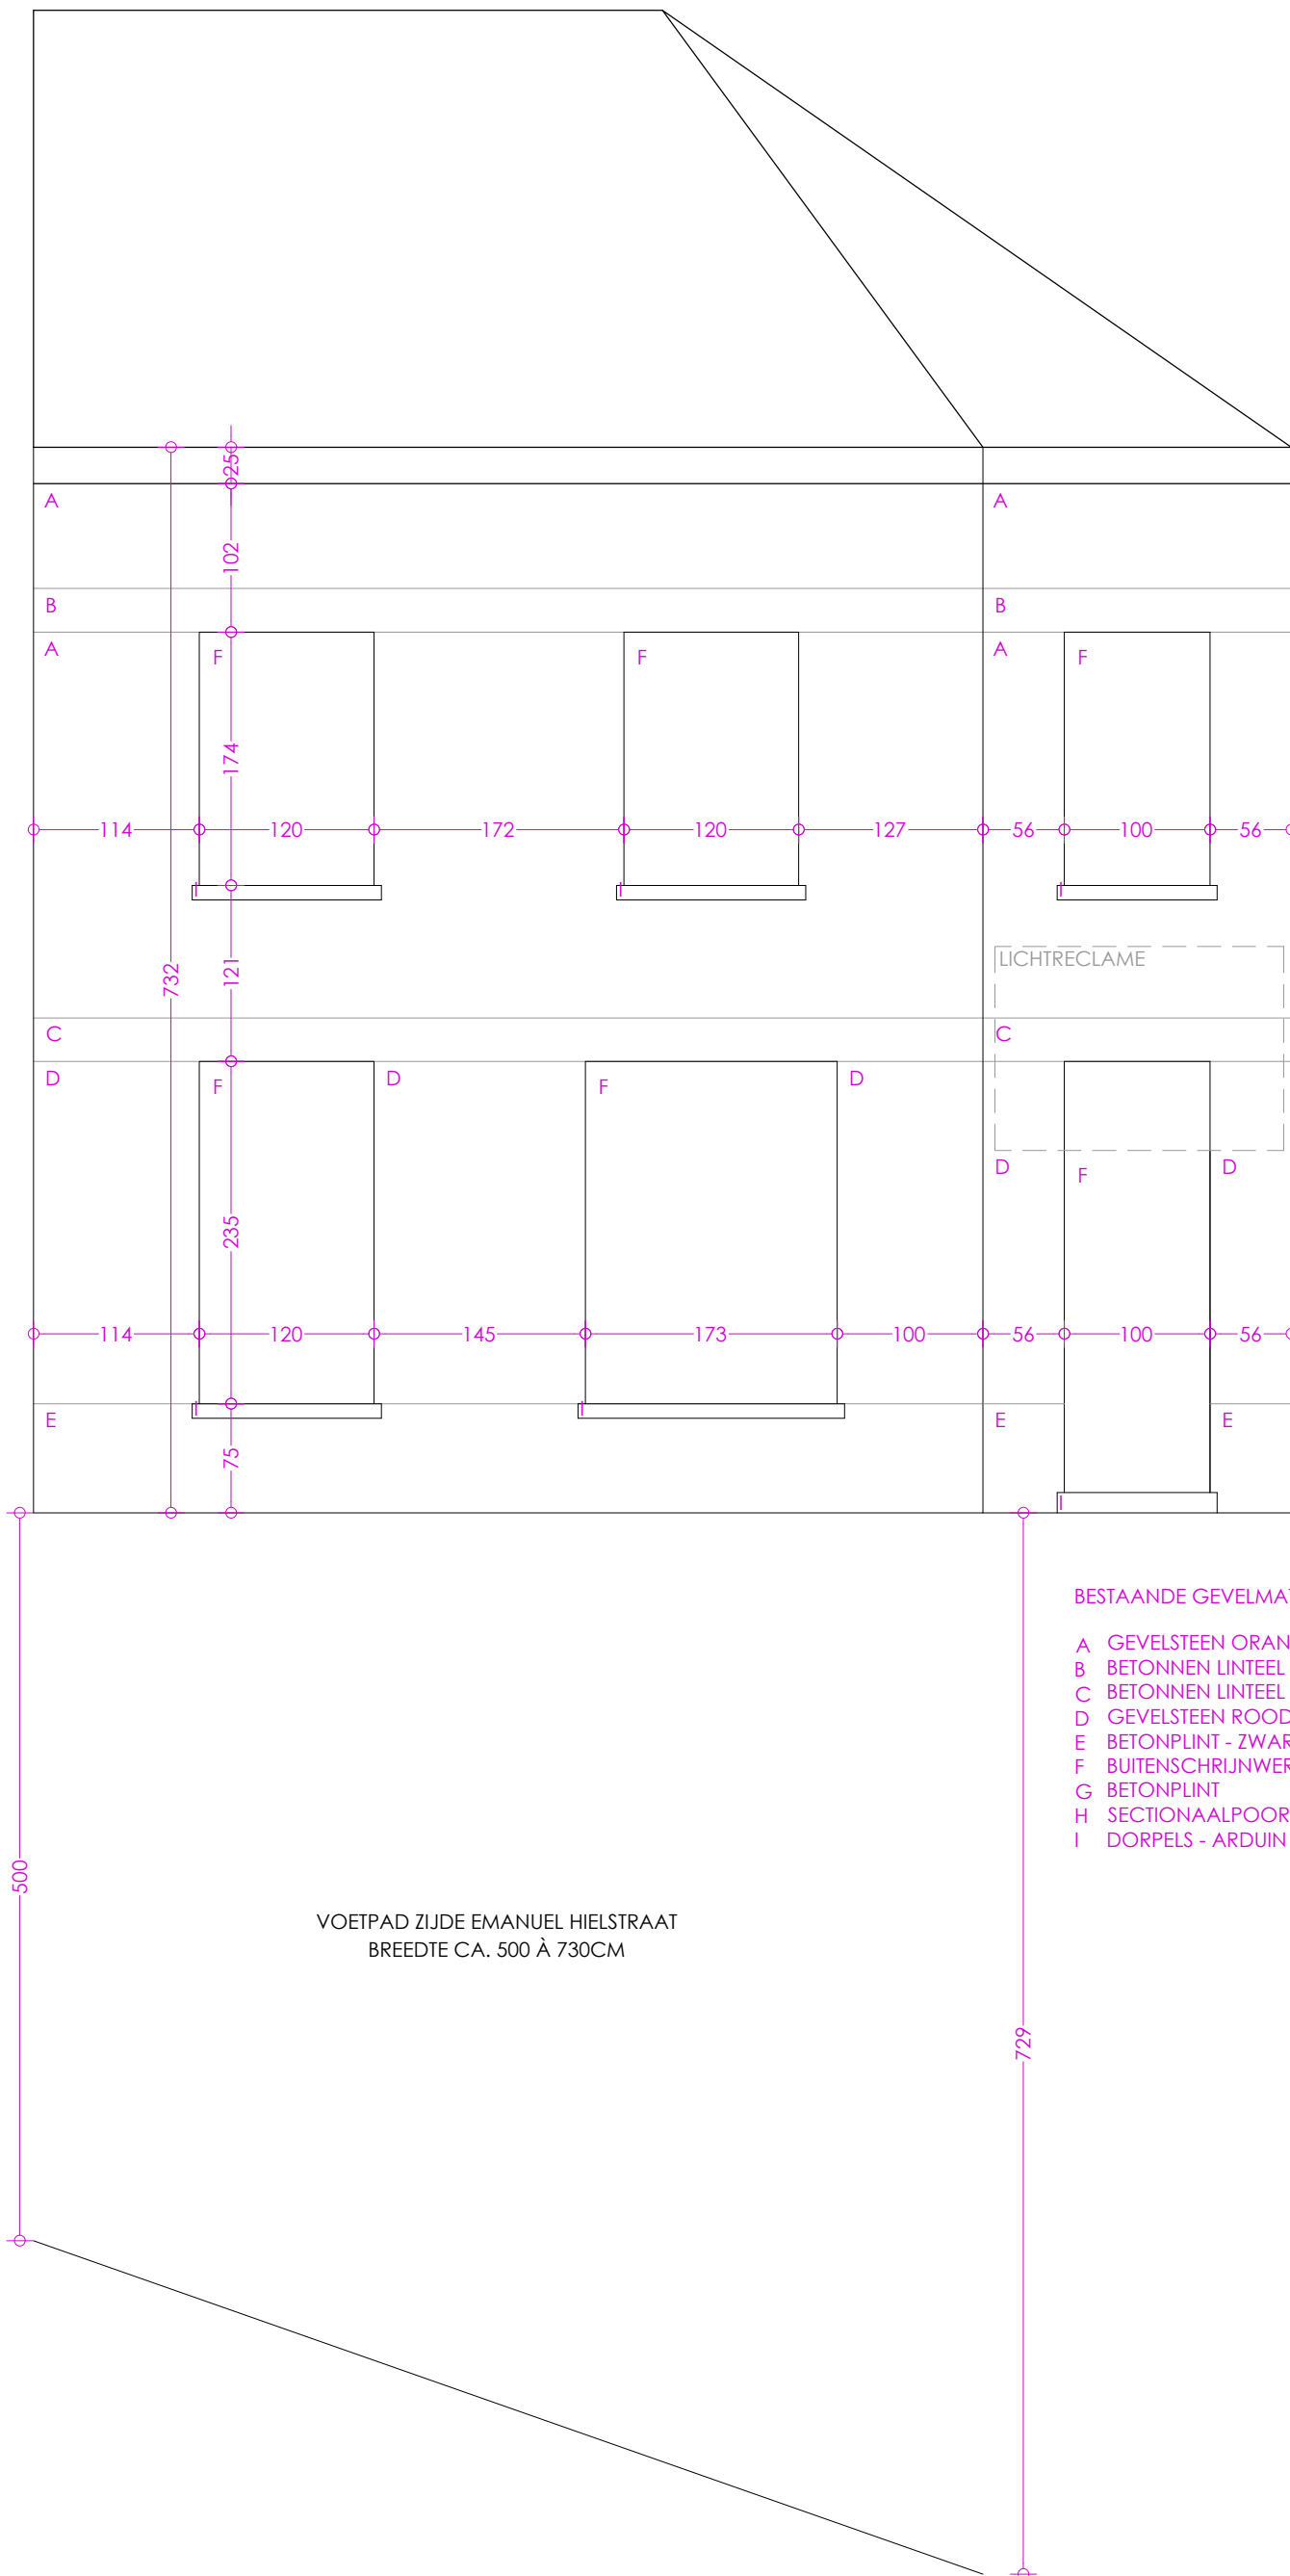 25
A
A
102
B
B
A
F
F
A
F
174
114
120
172
120
127
56
100
56
I
I
I
732
121
LICHTRECLAME
C
C
D
F
D
F
D
D
F
D
235
114
120
145
173
100
56
100
56
I
I
E
E
E
75
I
BESTAANDE GEVELMAT
A GEVELSTEEN ORAN
B BETONNEN LINTEEL
C BETONNEN LINTEEL
D GEVELSTEEN ROOD
E BETONPLINT - ZWAR
F BUITENSCHRIJNWER
G BETONPLINT
H SECTIONAALPOOR
I DORPELS - ARDUIN
500
VOETPAD ZIJDE EMANUEL HIELSTRAAT
BREEDTE CA. 500 À 730CM
729